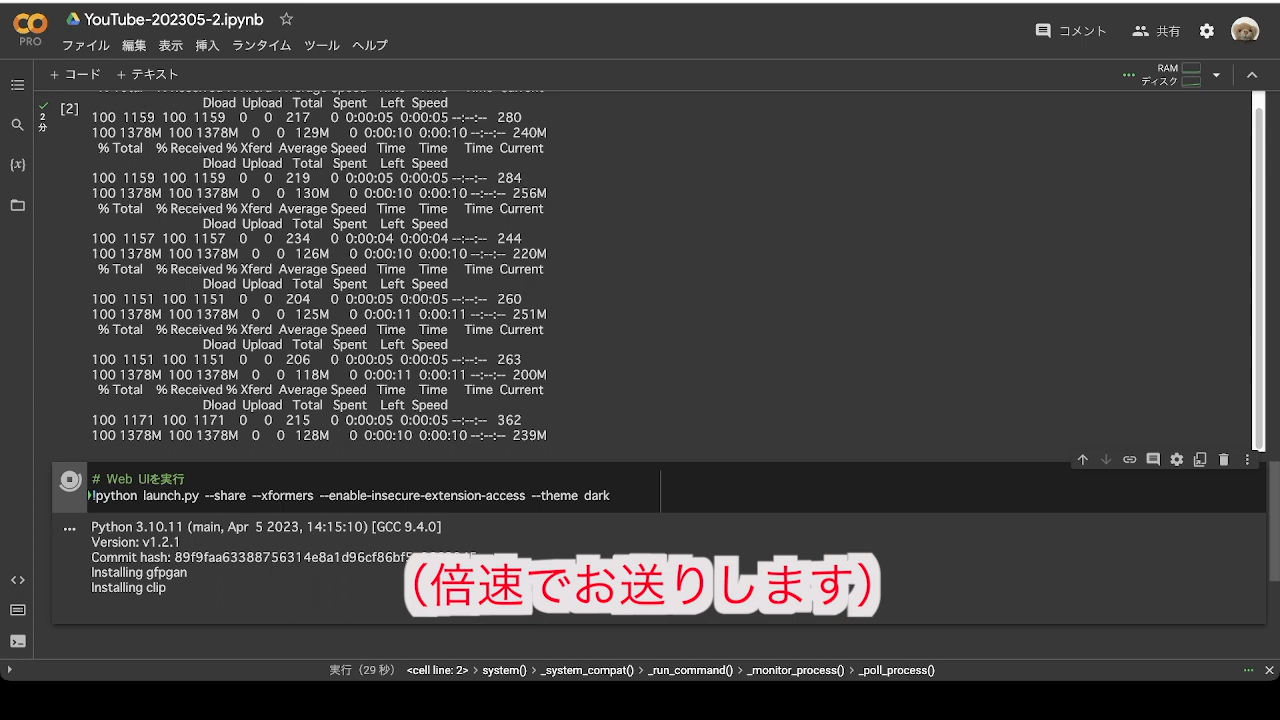 CO
PRO
YouTube-202305-2.ipynb
ファイル 編集 表示 挿入 ランタイム ツール ヘルプ
コメント 共有
+ コード + テキスト
RAM
ディスク
[2]
2
分
% Total % Received % Xferd Average Speed Time Time Time Current
Dload Upload Total Spent Left Speed
100 1159 100 1159 0 0 217 0 0:00:05 0:00:05 --:--:-- 280
100 1378M 100 1378M 0 0 129M 0 0:00:10 0:00:10 --:--:-- 240M
% Total % Received % Xferd Average Speed Time Time Time Current
Dload Upload Total Spent Left Speed
100 1159 100 1159 0 0 219 0 0:00:05 0:00:05 --:--:-- 284
100 1378M 100 1378M 0 0 130M 0 0:00:10 0:00:10 --:--:-- 256M
% Total % Received % Xferd Average Speed Time Time Time Current
Dload Upload Total Spent Left Speed
100 1157 100 1157 0 0 234 0 0:00:04 0:00:04 --:--:-- 244
100 1378M 100 1378M 0 0 126M 0 0:00:10 0:00:10 --:--:-- 220M
% Total % Received % Xferd Average Speed Time Time Time Current
Dload Upload Total Spent Left Speed
100 1151 100 1151 0 0 204 0 0:00:05 0:00:05 --:--:-- 260
100 1378M 100 1378M 0 0 125M 0 0:00:11 0:00:11 --:--:-- 251M
% Total % Received % Xferd Average Speed Time Time Time Current
Dload Upload Total Spent Left Speed
100 1151 100 1151 0 0 206 0 0:00:05 0:00:05 --:--:-- 263
100 1378M 100 1378M 0 0 118M 0 0:00:11 0:00:11 --:--:-- 200M
% Total % Received % Xferd Average Speed Time Time Time Current
Dload Upload Total Spent Left Speed
100 1171 100 1171 0 0 215 0 0:00:05 0:00:05 --:--:-- 362
100 1378M 100 1378M 0 0 128M 0 0:00:10 0:00:10 --:--:-- 239M
# Web UIを実行
!python launch.py --share --xformers --enable-insecure-extension-access --theme dark
Python 3.10.11 (main, Apr 5 2023, 14:15:10) [GCC 9.4.0]
Version: v1.2.1
Commit hash:
Installing gfpgan
Installing clip
（倍速でお送りします）
実行（29 秒） <cell line: 2> > system() > _system_compat() > _run_command() > _monitor_process() > _poll_process()